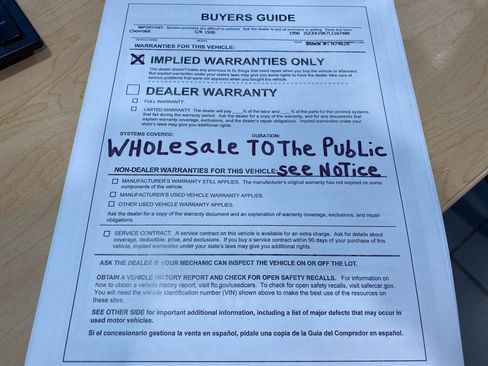 BUYERS GUIDE
IMPORTANT: Spoken promises are difficult to enforce. Ask the dealer to put all promises in writing. Keep this form.
Chevrolet C/K 1500 1990
VEHICLE MAKE MODEL YEAR
WARRANTIES FOR THIS VEHICLE:
Stock #:
X IMPLIED WARRANTIES ONLY
The dealer doesn't make any promises to fix things that need repair when you buy the vehicle or afterward.
But implied warranties under your state's laws may give you some rights to have the dealer take care of
serious problems that were not apparent when you bought the vehicle.
DEALER WARRANTY
FULL WARRANTY.
LIMITED WARRANTY. The dealer will pay ____% of the labor and ____% of the parts for the covered systems
that fail during the warranty period. Ask the dealer for a copy of the warranty, and for any documents that
explain warranty coverage, exclusions, and the dealer's repair obligations. Implied warranties under your
state's laws may give you additional rights.
SYSTEMS COVERED: DURATION:
WHOLESALE TO The Public
NON-DEALER WARRANTIES FOR THIS VEHICLE: see NOTice
MANUFACTURER'S WARRANTY STILL APPLIES. The manufacturer's original warranty has not expired on some
components of the vehicle.
MANUFACTURER'S USED VEHICLE WARRANTY APPLIES.
OTHER USED VEHICLE WARRANTY APPLIES.
Ask the dealer for a copy of the warranty document and an explanation of warranty coverage, exclusions, and repair
obligations.
SERVICE CONTRACT. A service contract on this vehicle is available for an extra charge. Ask for details about
coverage, deductible, price, and exclusions. If you buy a service contract within 90 days of your purchase of this
vehicle, implied warranties under your state's laws may give you additional rights.
ASK THE DEALER IF YOUR MECHANIC CAN INSPECT THE VEHICLE ON OR OFF THE LOT.
OBTAIN A VEHICLE HISTORY REPORT AND CHECK FOR OPEN SAFETY RECALLS. For information on
how to obtain a vehicle history report, visit ftc.gov/usedcars. To check for open safety recalls, visit safercar.gov.
You will need the vehicle identification number (VIN) shown above to make the best use of the resources on
these sites.
SEE OTHER SIDE for important additional information, including a list of major defects that may occur in
used motor vehicles.
Si el concesionario gestiona la venta en español, pídale una copia de la Guía del Comprador en español.